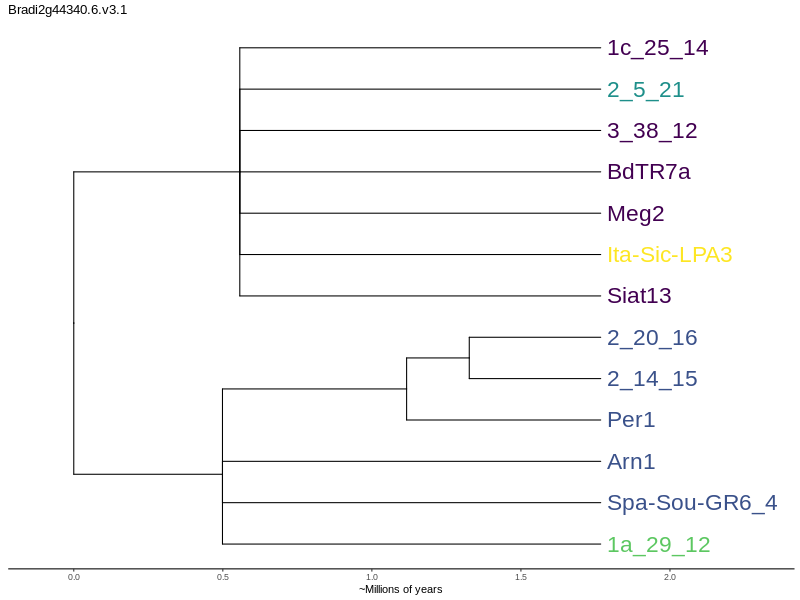 Bradi2g44340.6.v3.1
1c_25_14
2_5_21
3_38_12
BdTR7a
Meg2
Ita-Sic-LPA3
Siat13
2_20_16
2_14_15
Per1
Arn1
Spa-Sou-GR6_4
1a_29_12
0.0 0.5 1.0 1.5 2.0
~Millions of years